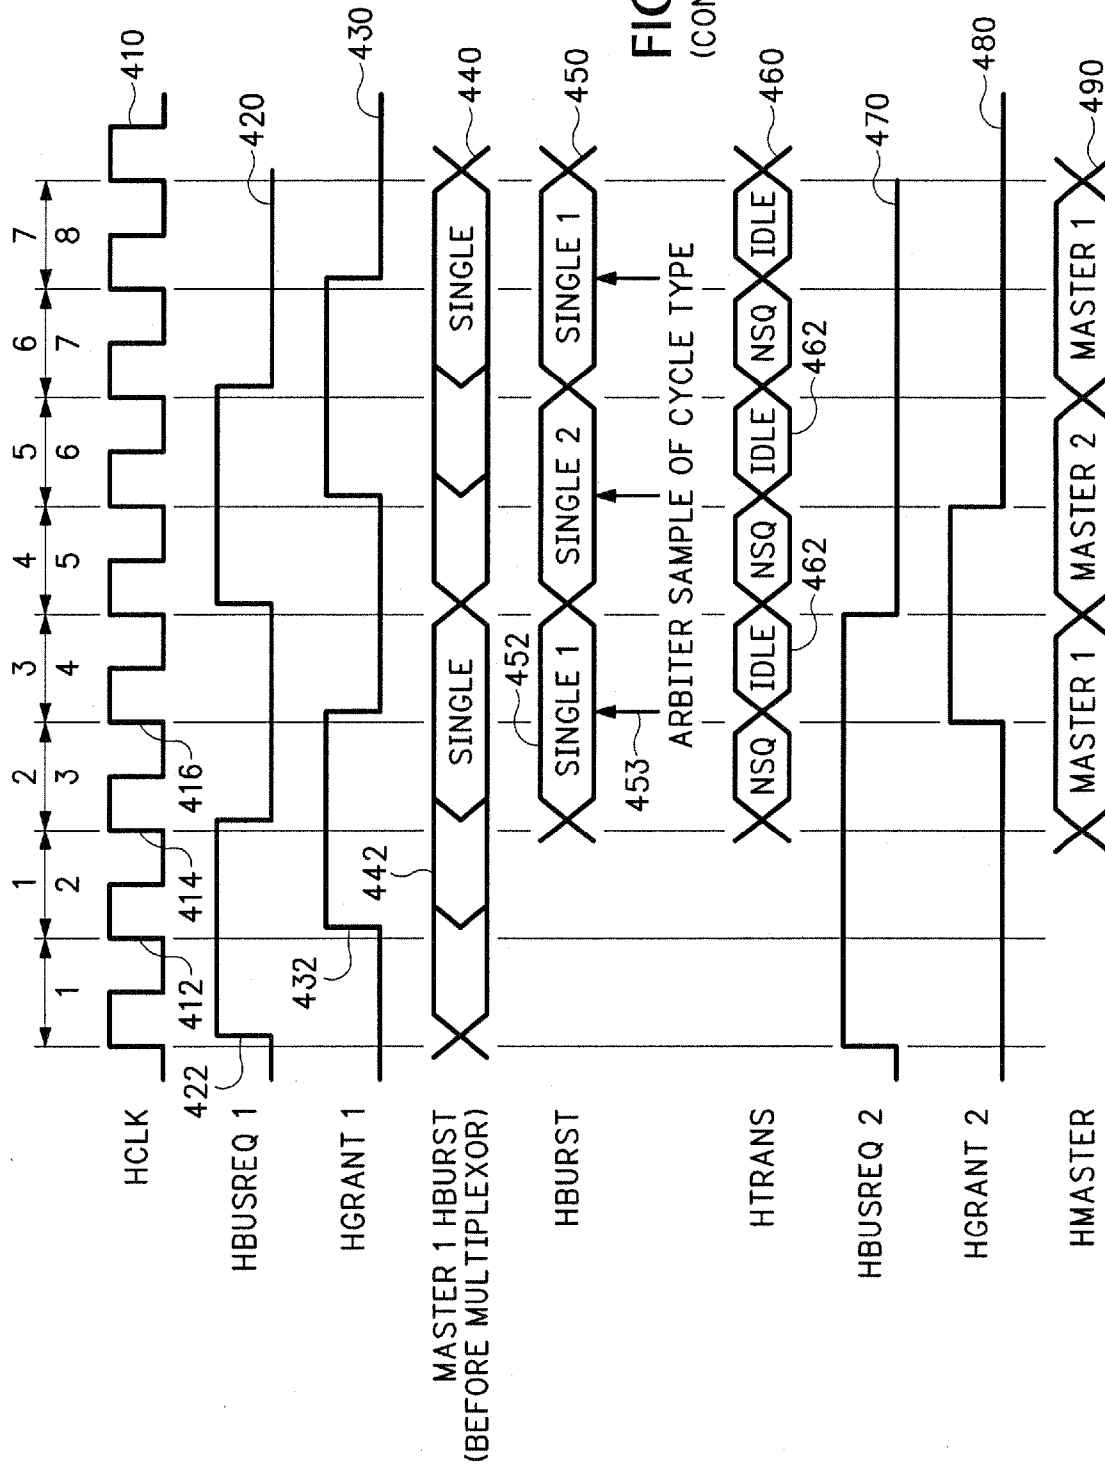 1 2 3 4 5 6 7
1 2 3 4 5 6 7 8
HCLK
410
412
414
416
HBUSREQ 1
420
422
HGRANT 1
430
432
MASTER 1 HBURST
(BEFORE MULTIPLEXOR)
SINGLE
SINGLE
440
442
HBURST
SINGLE 1
SINGLE 2
SINGLE 1
450
452
453
ARBITER SAMPLE OF CYCLE TYPE
FIG
(CON
HTRANS
NSQ
IDLE
NSQ
IDLE
NSQ
IDLE
460
462
462
HBUSREQ 2
470
HGRANT 2
480
HMASTER
MASTER 1
MASTER 2
MASTER 1
490